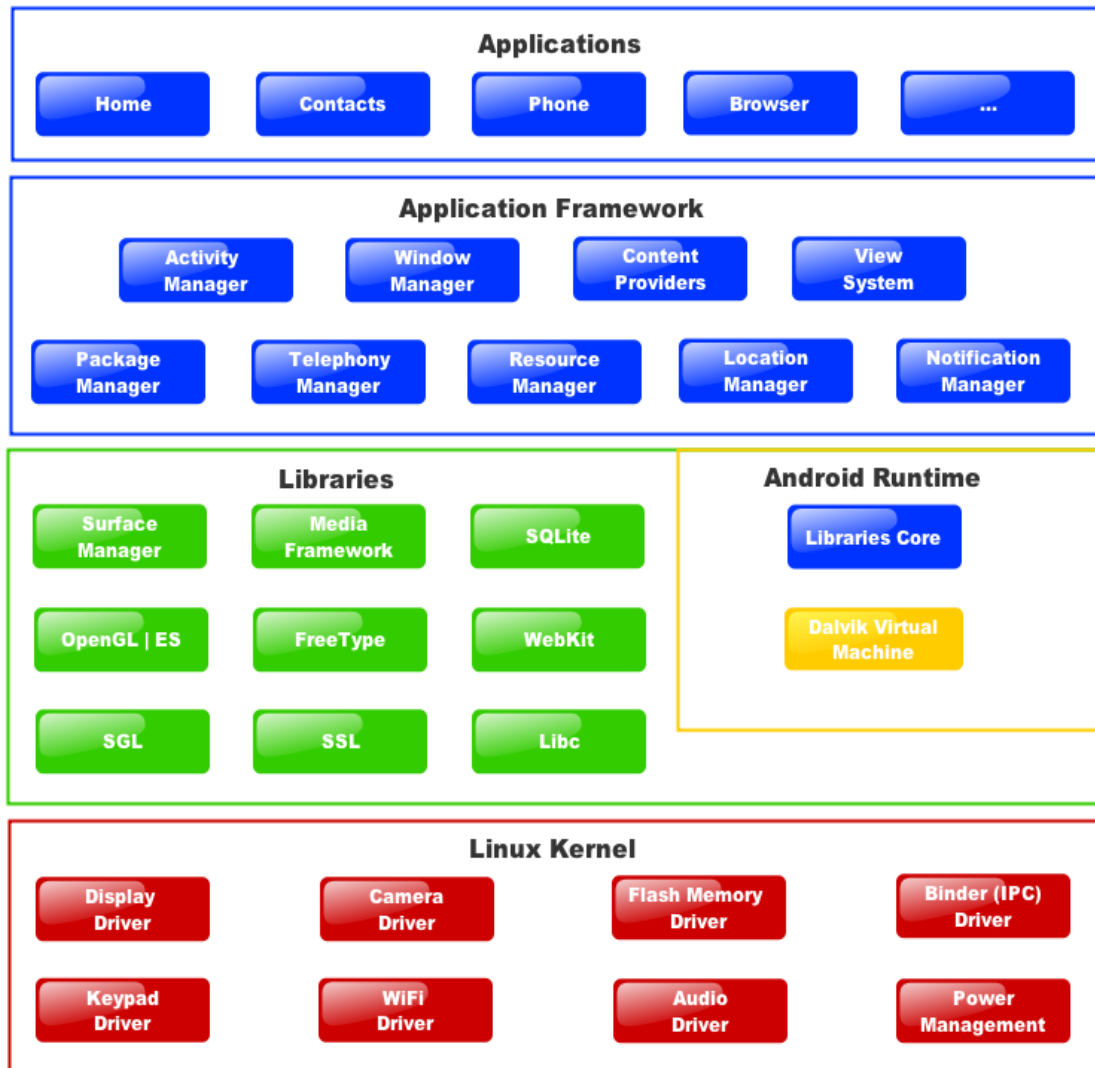 Applications
Home
Contacts
Phone
Browser
...
Application Framework
Activity
Manager
Window
Manager
Content
Providers
View
System
Package
Manager
Telephony
Manager
Resource
Manager
Location
Manager
Notification
Manager
Libraries
Surface
Manager
Media
Framework
SQLite
OpenGL | ES
FreeType
WebKit
SGL
SSL
Libc
Android Runtime
Libraries Core
Dalvik Virtual
Machine
Linux Kernel
Display
Driver
Camera
Driver
Flash Memory
Driver
Binder (IPC)
Driver
Keypad
Driver
WiFi
Driver
Audio
Driver
Power
Management